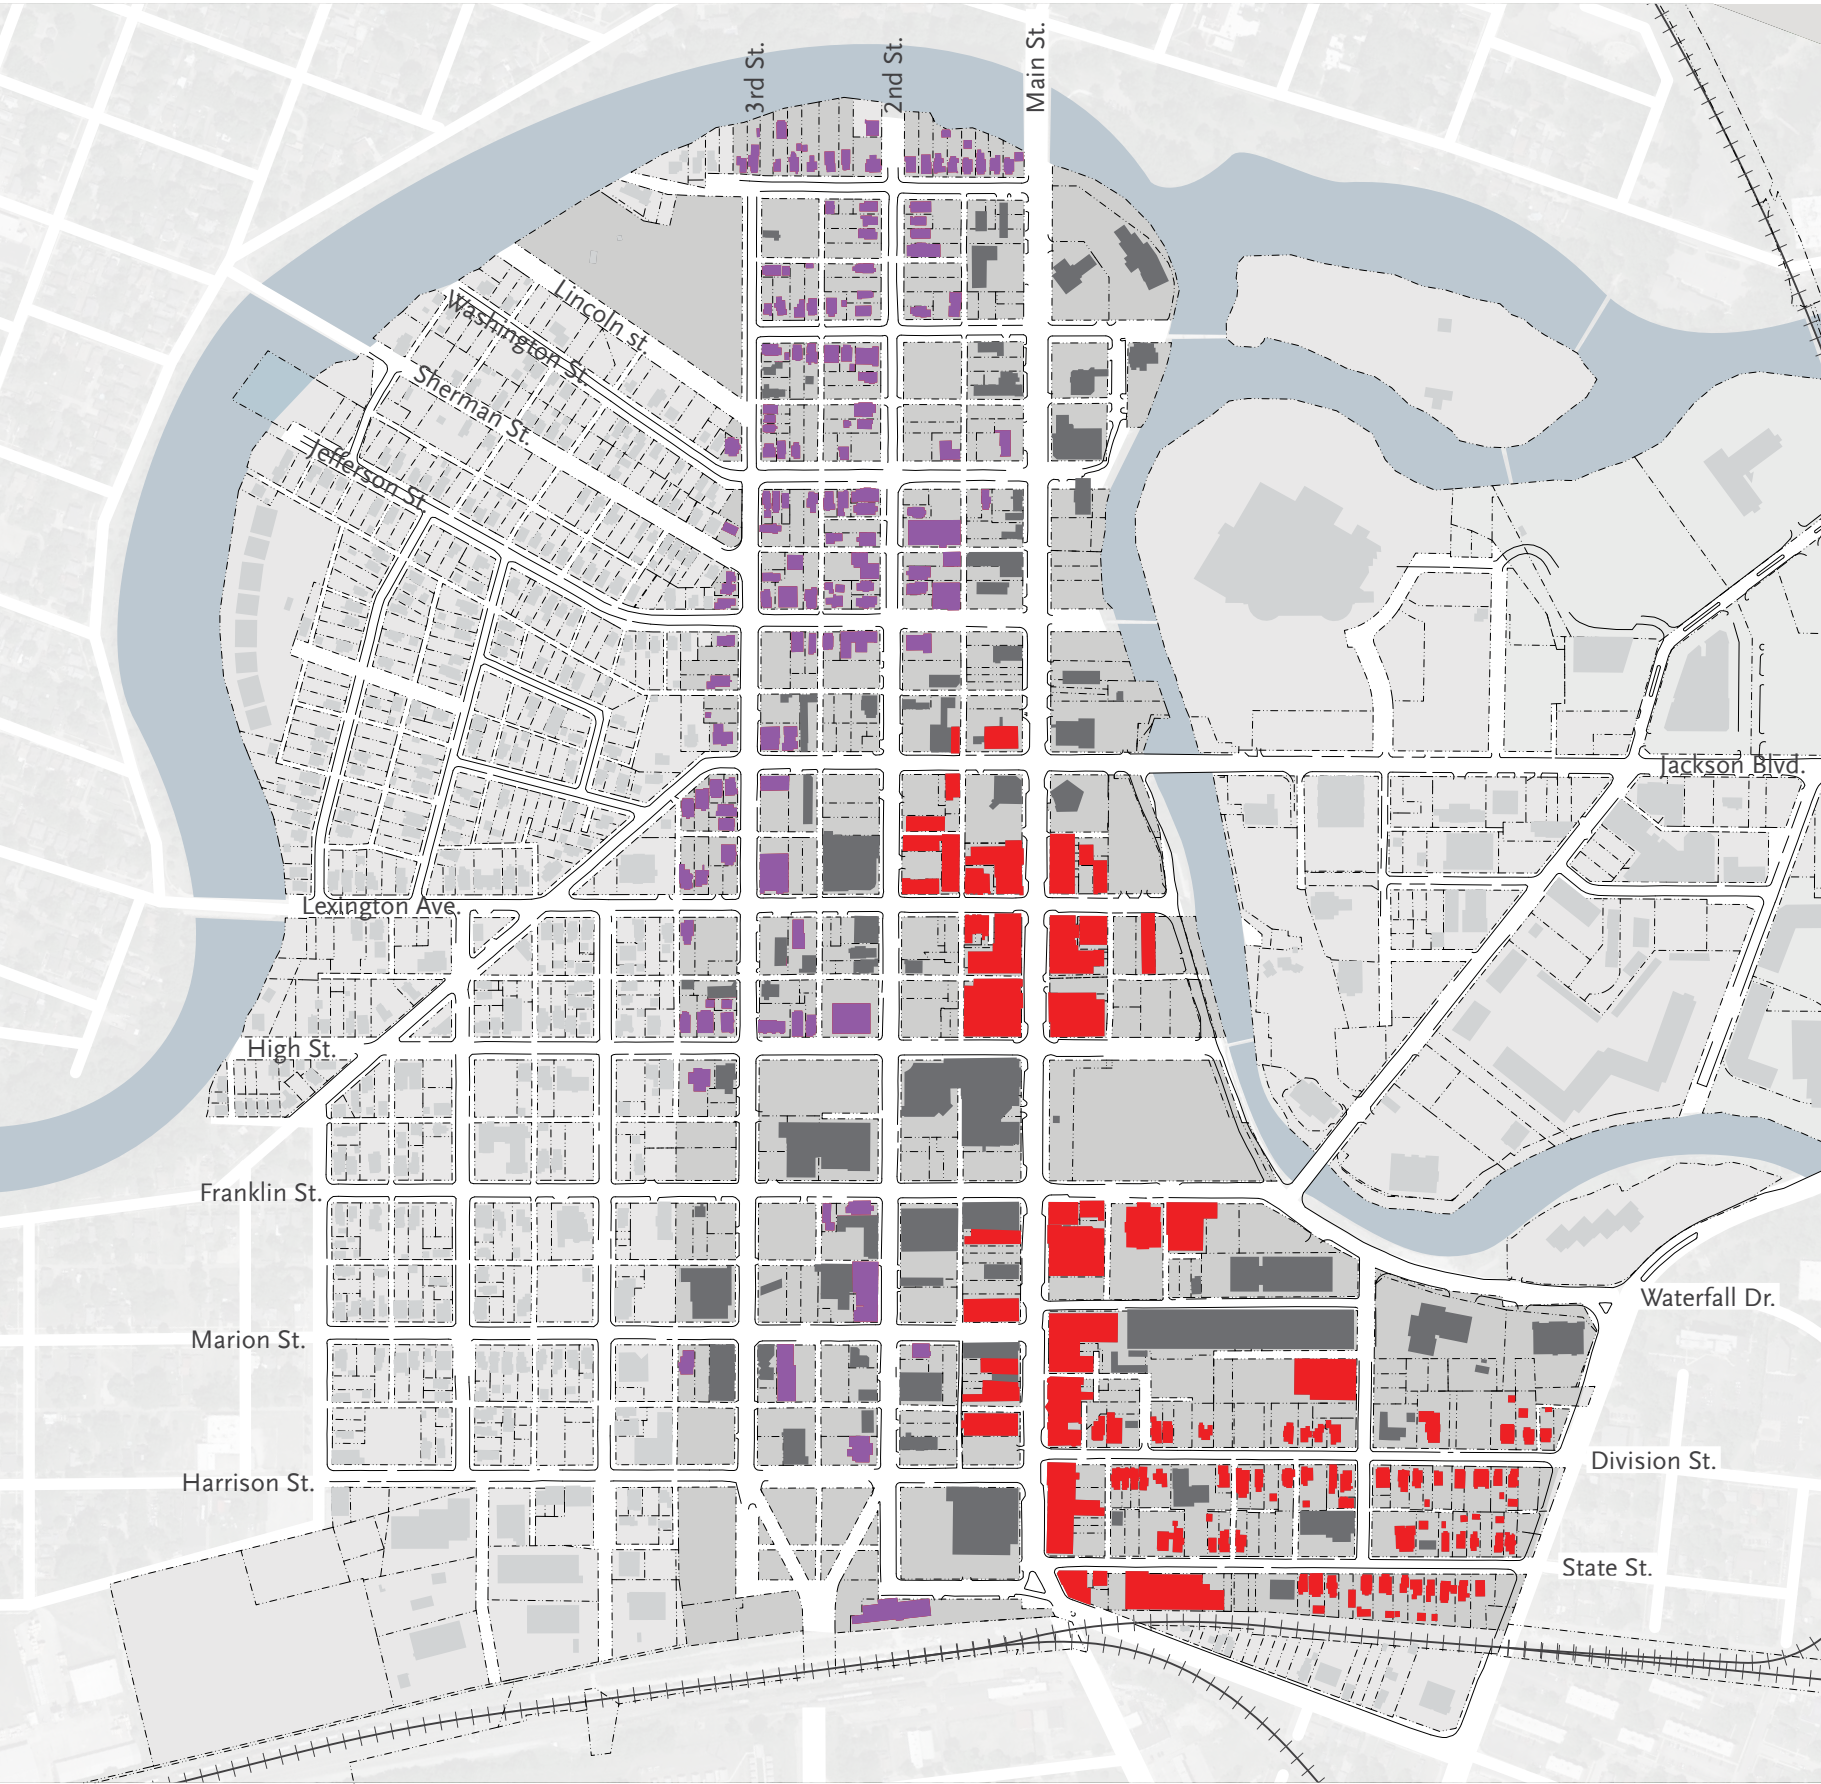 3rd St.
2nd St.
Main St.
Lincoln st.
Washington St.
Sherman St.
Jefferson St.
Jackson Blvd.
Lexington Ave.
High St.
Franklin St.
Waterfall Dr.
Marion St.
Division St.
Harrison St.
State St.